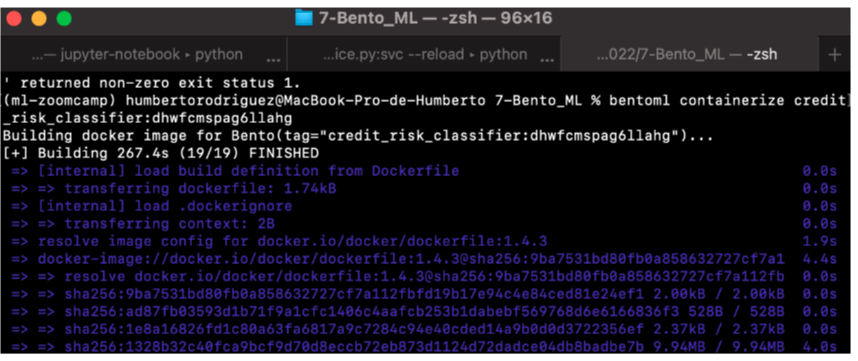 7-Bento_ML — -zsh — 96×16
...— jupyter-notebook ▸ python ... ...ice.py:svc --reload ▸ python ... ...022/7-Bento_ML — -zsh +
' returned non-zero exit status 1.
(ml-zoomcamp) humbertorodriguez@MacBook-Pro-de-Humberto 7-Bento_ML % bentoml containerize credit
_risk_classifier:dhwfcmspag6llahg
Building docker image for Bento(tag="credit_risk_classifier:dhwfcmspag6llahg")...
[+] Building 267.4s (19/19) FINISHED
=> [internal] load build definition from Dockerfile 0.0s
=> => transferring dockerfile: 1.74kB 0.0s
=> [internal] load .dockerignore 0.0s
=> => transferring context: 2B 0.0s
=> resolve image config for docker.io/docker/dockerfile:1.4.3 1.9s
=> docker-image://docker.io/docker/dockerfile:1.4.3@sha256:9ba7531bd80fb0a858632727cf7a1 4.4s
=> => resolve docker.io/docker/dockerfile:1.4.3@sha256:9ba7531bd80fb0a858632727cf7a112fb 0.0s
=> => sha256:9ba7531bd80fb0a858632727cf7a112fbfd19b17e94c4e84ced81e24ef1 2.00kB / 2.00kB 0.0s
=> => sha256:ad87fb03593d1b71f9a1cfc1406c4aafcb253b1dabebf569768d6e6166836f3 528B / 528B 0.0s
=> => sha256:1e8a16826fd1c80a63fa6817a9c7284c94e40cded14a9b0d0d3722356ef 2.37kB / 2.37kB 0.0s
=> => sha256:1328b32c40fca9bcf9d70d8eccb72eb873d1124d72dadce04db8badbe7b 9.94MB / 9.94MB 4.0s